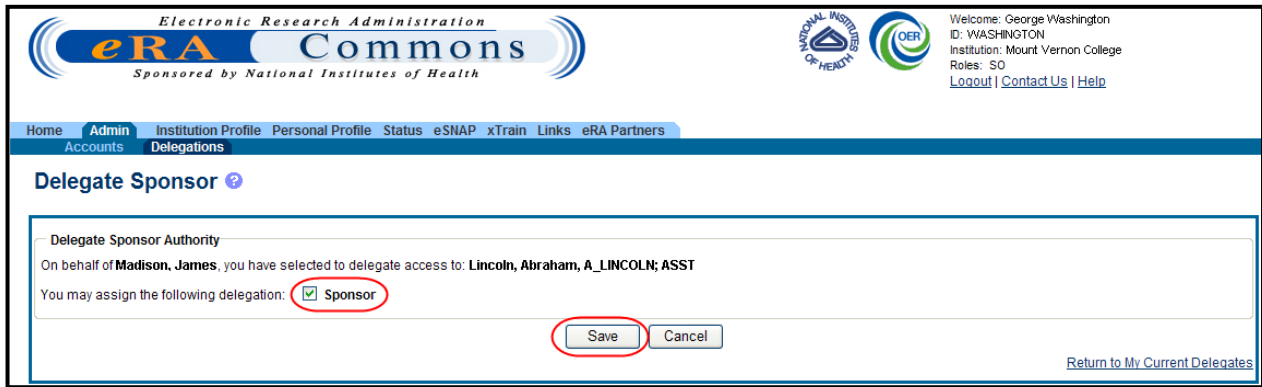 Electronic Research Administration
eRA Commons
Sponsored by National Institutes of Health
NATIONAL INSTITUTES
OF HEALTH
OER
Welcome: George Washington
ID: WASHINGTON
Institution: Mount Vernon College
Roles: SO
Logout | Contact Us | Help
Home Admin Institution Profile Personal Profile Status eSNAP xTrain Links eRA Partners
Accounts Delegations
Delegate Sponsor ?
Delegate Sponsor Authority
On behalf of Madison, James, you have selected to delegate access to: Lincoln, Abraham, A_LINCOLN; ASST
You may assign the following delegation: Sponsor
Save Cancel
Return to My Current Delegates